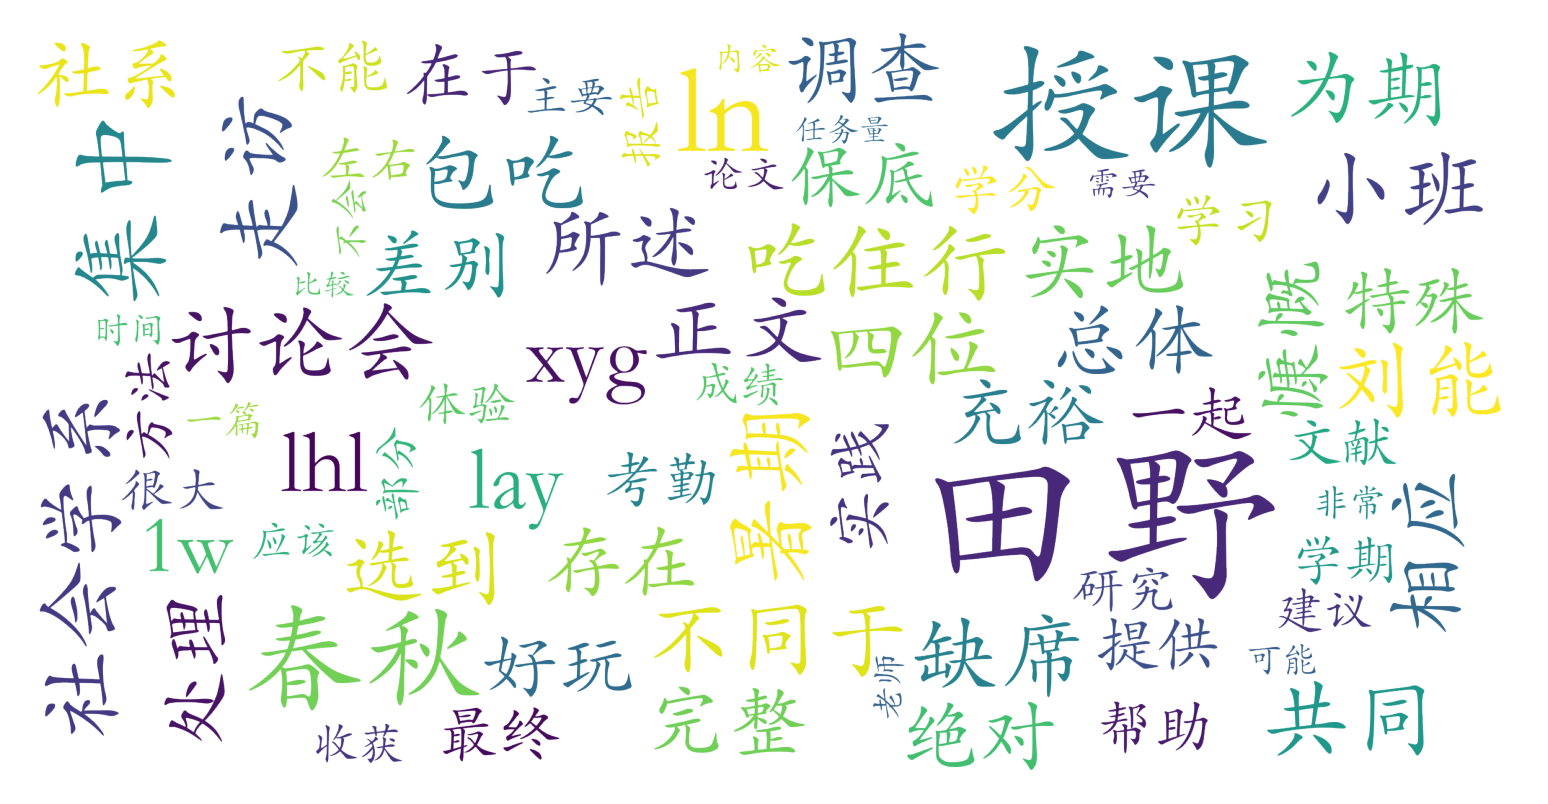 社系
不能
在于
主要
内容
调查
授课
为期
ln
报告
任务量
集中
走访
左右
包吃
论文
保底
学分
需要
小班
不会
所述
学习
差别
吃住行
实地
比较
慷慨
特殊
时间
讨论会
正文
四位
总体
xyg
刘能
方法
一篇
体验
成绩
充裕
一起
社会学系
很大
lhl
部分
lay
考勤
暑期
实践
田野
文献
非常
相应
1w
应该
选到
存在
学期
研究
建议
处理
春秋
好玩
不同于
缺席
提供
可能
老师
收获
最终
完整
绝对
帮助
共同